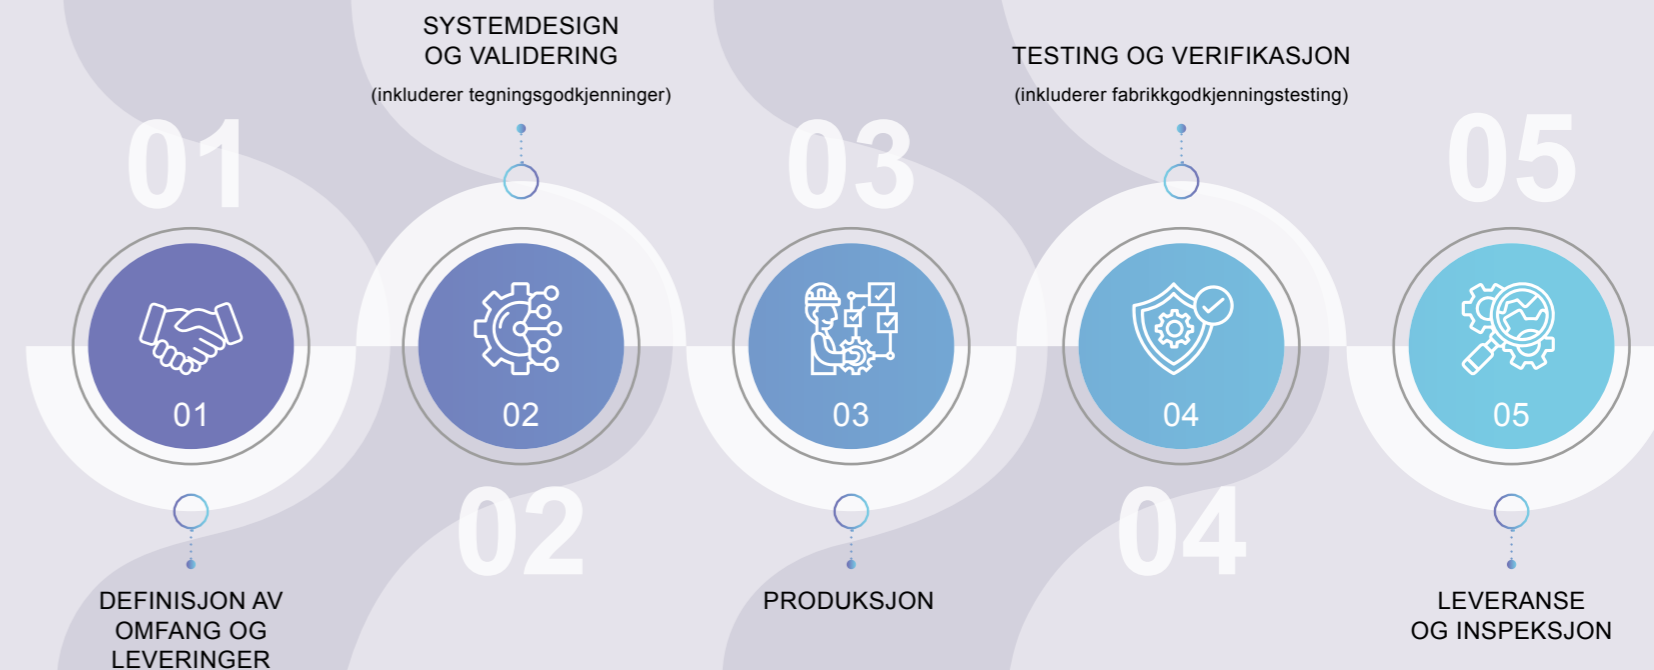 SYSTEMDESIGN
OG VALIDERING
(inkluderer tegningsgodkjenninger)
TESTING OG VERIFIKASJON
(inkluderer fabrikkgodkjenningstesting)
01
03
05
01
02
03
04
05
02
04
DEFINISJON AV
OMFANG OG
LEVERINGER
PRODUKSJON
LEVERANSE
OG INSPEKSJON